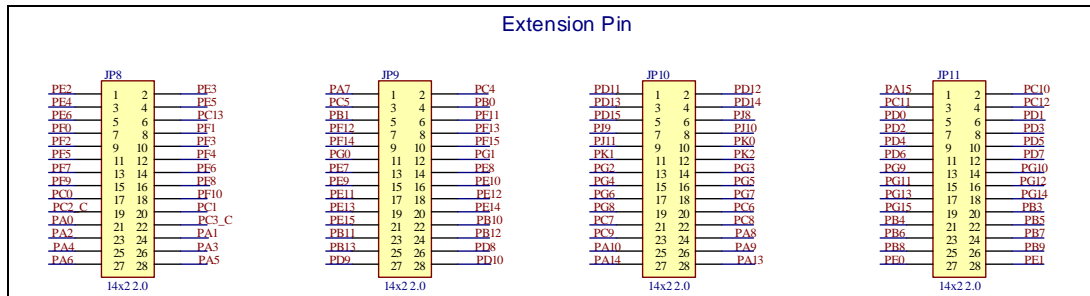 Extension Pin
JP8 JP9 JP10 JP11
PE2 1 2 PE3 PA7 1 2 PC4 PD11 1 2 PD12 PA15 1 2 PC10
PE4 3 4 PE5 PC5 3 4 PB0 PD13 3 4 PD14 PC11 3 4 PC12
PE6 5 6 PC13 PB1 5 6 PF11 PD15 5 6 PJ8 PD0 5 6 PD1
PF0 7 8 PF1 PF12 7 8 PF13 PJ9 7 8 PJ10 PD2 7 8 PD3
PF2 9 10 PF3 PF14 9 10 PF15 PJ11 9 10 PK0 PD4 9 10 PD5
PF5 11 12 PF4 PG0 11 12 PG1 PK1 11 12 PK2 PD6 11 12 PD7
PF7 13 14 PF6 PE7 13 14 PE8 PG2 13 14 PG3 PG9 13 14 PG10
PF9 15 16 PF8 PE9 15 16 PE10 PG4 15 16 PG5 PG11 15 16 PG12
PC0 17 18 PF10 PE11 17 18 PE12 PG6 17 18 PG7 PG13 17 18 PG14
PC2_C 19 20 PC1 PE13 19 20 PE14 PG8 19 20 PC6 PG15 19 20 PB3
PA0 21 22 PC3_C PE15 21 22 PB10 PC7 21 22 PC8 PB4 21 22 PB5
PA2 23 24 PA1 PB11 23 24 PB12 PC9 23 24 PA8 PB6 23 24 PB7
PA4 25 26 PA3 PB13 25 26 PD8 PA10 25 26 PA9 PB8 25 26 PB9
PA6 27 28 PA5 PD9 27 28 PD10 PA14 27 28 PA13 PE0 27 28 PE1
14x2 2.0 14x2 2.0 14x2 2.0 14x2 2.0